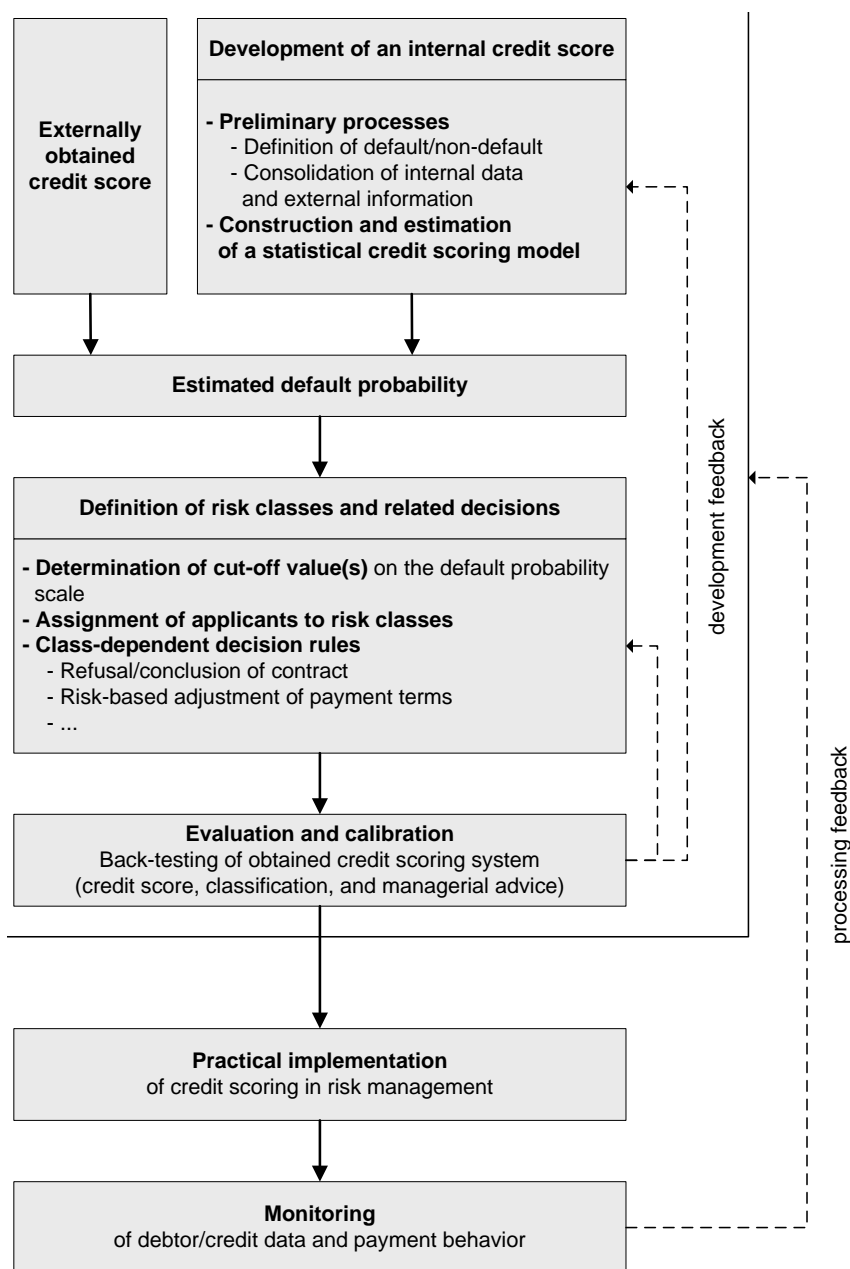 Externally
obtained
credit score
Development of an internal credit score
- Preliminary processes
- Definition of default/non-default
- Consolidation of internal data
and external information
- Construction and estimation
of a statistical credit scoring model
Estimated default probability
Definition of risk classes and related decisions
- Determination of cut-off value(s) on the default probability
scale
- Assignment of applicants to risk classes
- Class-dependent decision rules
- Refusal/conclusion of contract
- Risk-based adjustment of payment terms
- ...
Evaluation and calibration
Back-testing of obtained credit scoring system
(credit score, classification, and managerial advice)
development feedback
processing feedback
Practical implementation
of credit scoring in risk management
Monitoring
of debtor/credit data and payment behavior